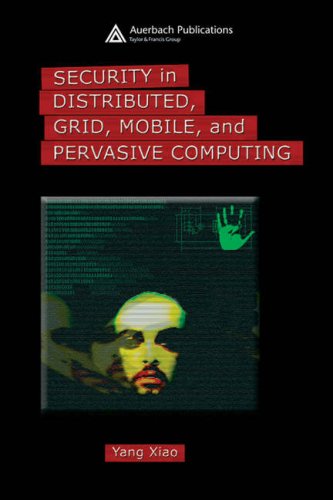 Auerbach Publications
Taylor & Francis Group
SECURITY in
DISTRIBUTED,
GRID, MOBILE, and
PERVASIVE COMPUTING
Yang Xiao